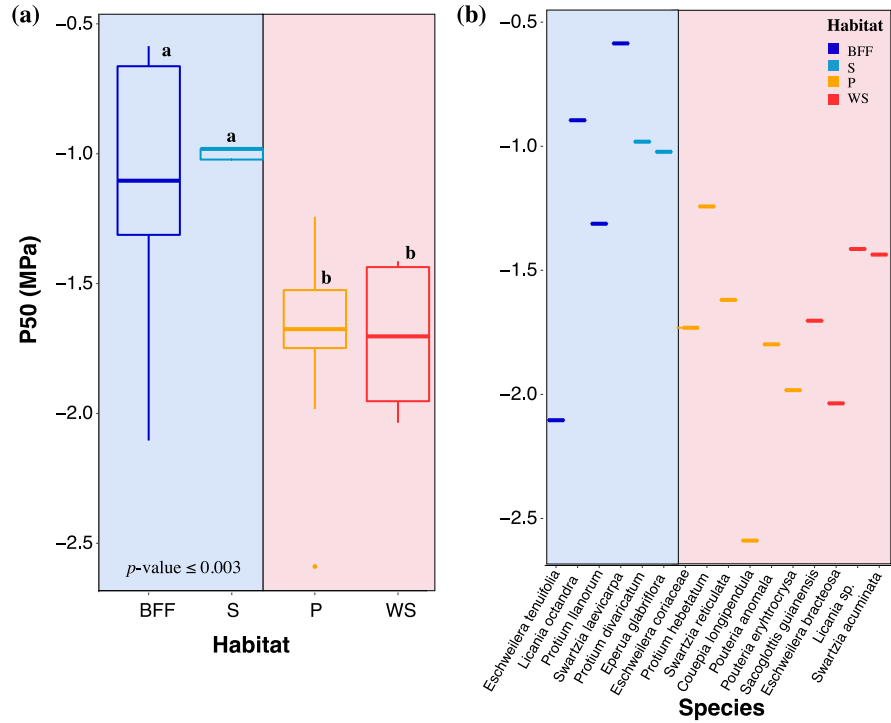 (a)
−0.5
−1.0
−1.5
−2.0
−2.5
P50 (MPa)
a
a
b
b
p-value ≤ 0.003
BFF S P WS
Habitat
(b)
−0.5
−1.0
−1.5
−2.0
−2.5
Habitat
BFF
S
P
WS
Eschweilera tenuifolia
Licania octandra
Protium llanorum
Swartzia laevicarpa
Protium divaricatum
Eperua glabriflora
Eschweilera coriaceae
Protium hebetatum
Swartzia reticulata
Couepia longipendula
Pouteria anomala
Pouteria eryhtrocrysa
Sacoglottis guianensis
Eschweilera bracteosa
Licania sp.
Swartzia acuminata
Species